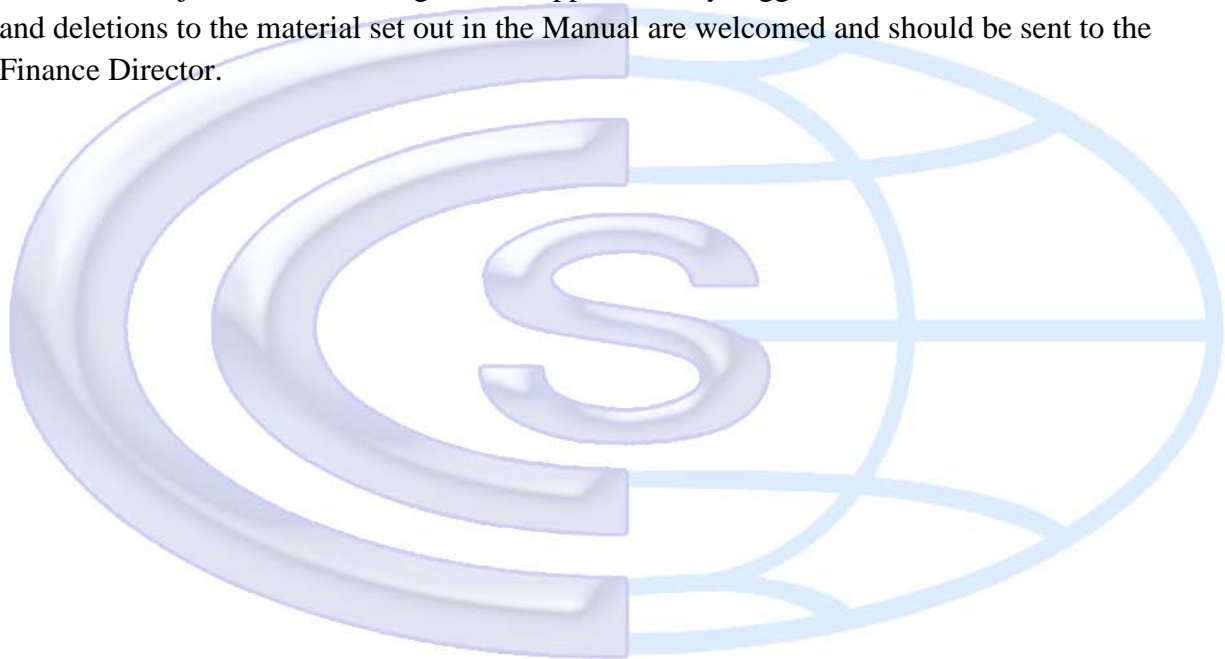 and deletions to the material set out in the Manual are welcomed and should be sent to the
Finance Director.
CCS